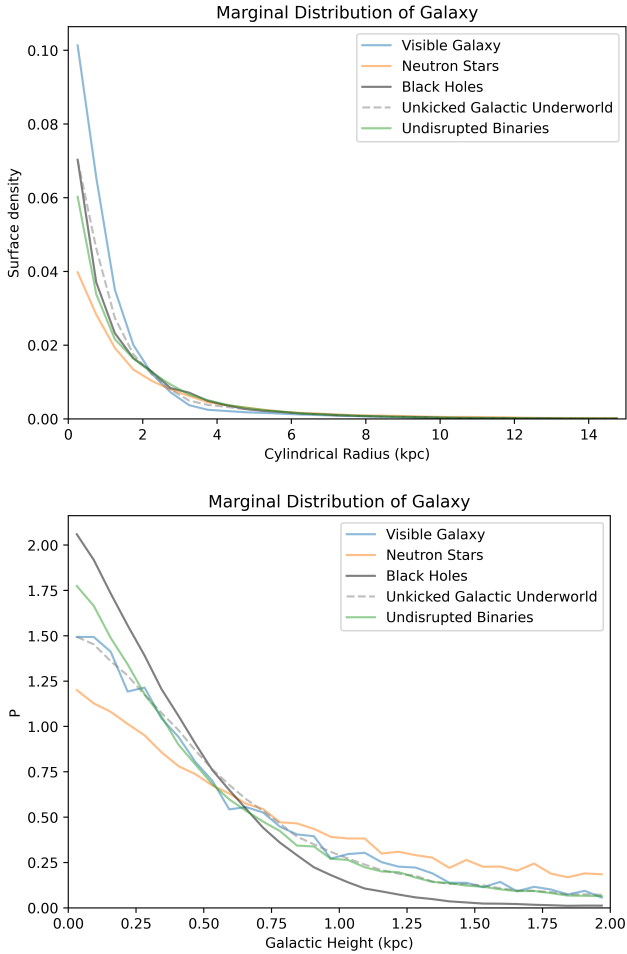 Marginal Distribution of Galaxy
Visible Galaxy
Neutron Stars
Black Holes
Unkicked Galactic Underworld
Undisrupted Binaries
0.10
0.08
0.06
0.04
0.02
0.00
Surface density
0 2 4 6 8 10 12 14
Cylindrical Radius (kpc)
Marginal Distribution of Galaxy
Visible Galaxy
Neutron Stars
Black Holes
Unkicked Galactic Underworld
Undisrupted Binaries
2.00
1.75
1.50
1.25
1.00
0.75
0.50
0.25
0.00
P
0.00 0.25 0.50 0.75 1.00 1.25 1.50 1.75 2.00
Galactic Height (kpc)